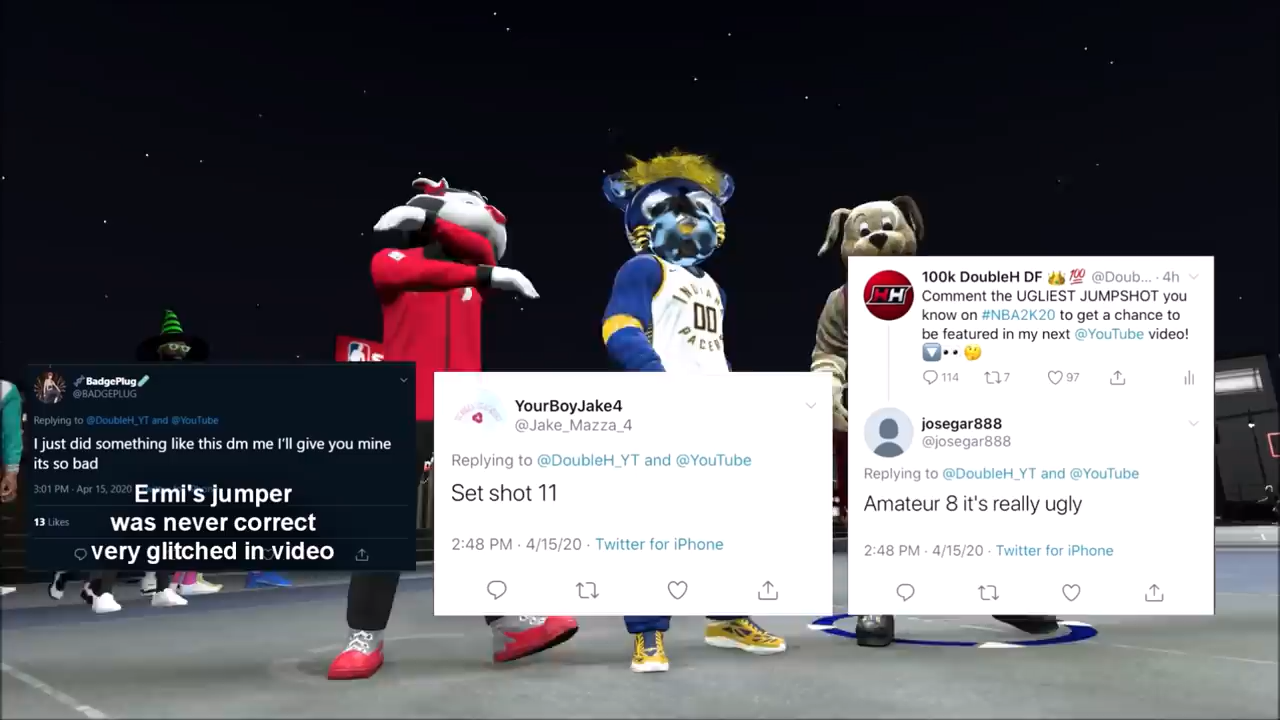 BadgePlug
@BADGEPLUG
Replying to @DoubleH_YT and @YouTube
I just did something like this dm me I'll give you mine
its so bad
3:01 PM · Apr 15, 2020
13 Likes
Ermi's jumper
was never correct
very glitched in video
YourBoyJake4
@Jake_Mazza_4
Replying to @DoubleH_YT and @YouTube
Set shot 11
2:48 PM · 4/15/20 · Twitter for iPhone
100k DoubleH DF 👑 💯 @Doub... · 4h
Comment the UGLIEST JUMPSHOT you
know on #NBA2K20 to get a chance to
be featured in my next @YouTube video!
🔽👀 🤔
114 7 97
josegar888
@josegar888
Replying to @DoubleH_YT and @YouTube
Amateur 8 it's really ugly
2:48 PM · 4/15/20 · Twitter for iPhone
INDIANA
00
PACERS